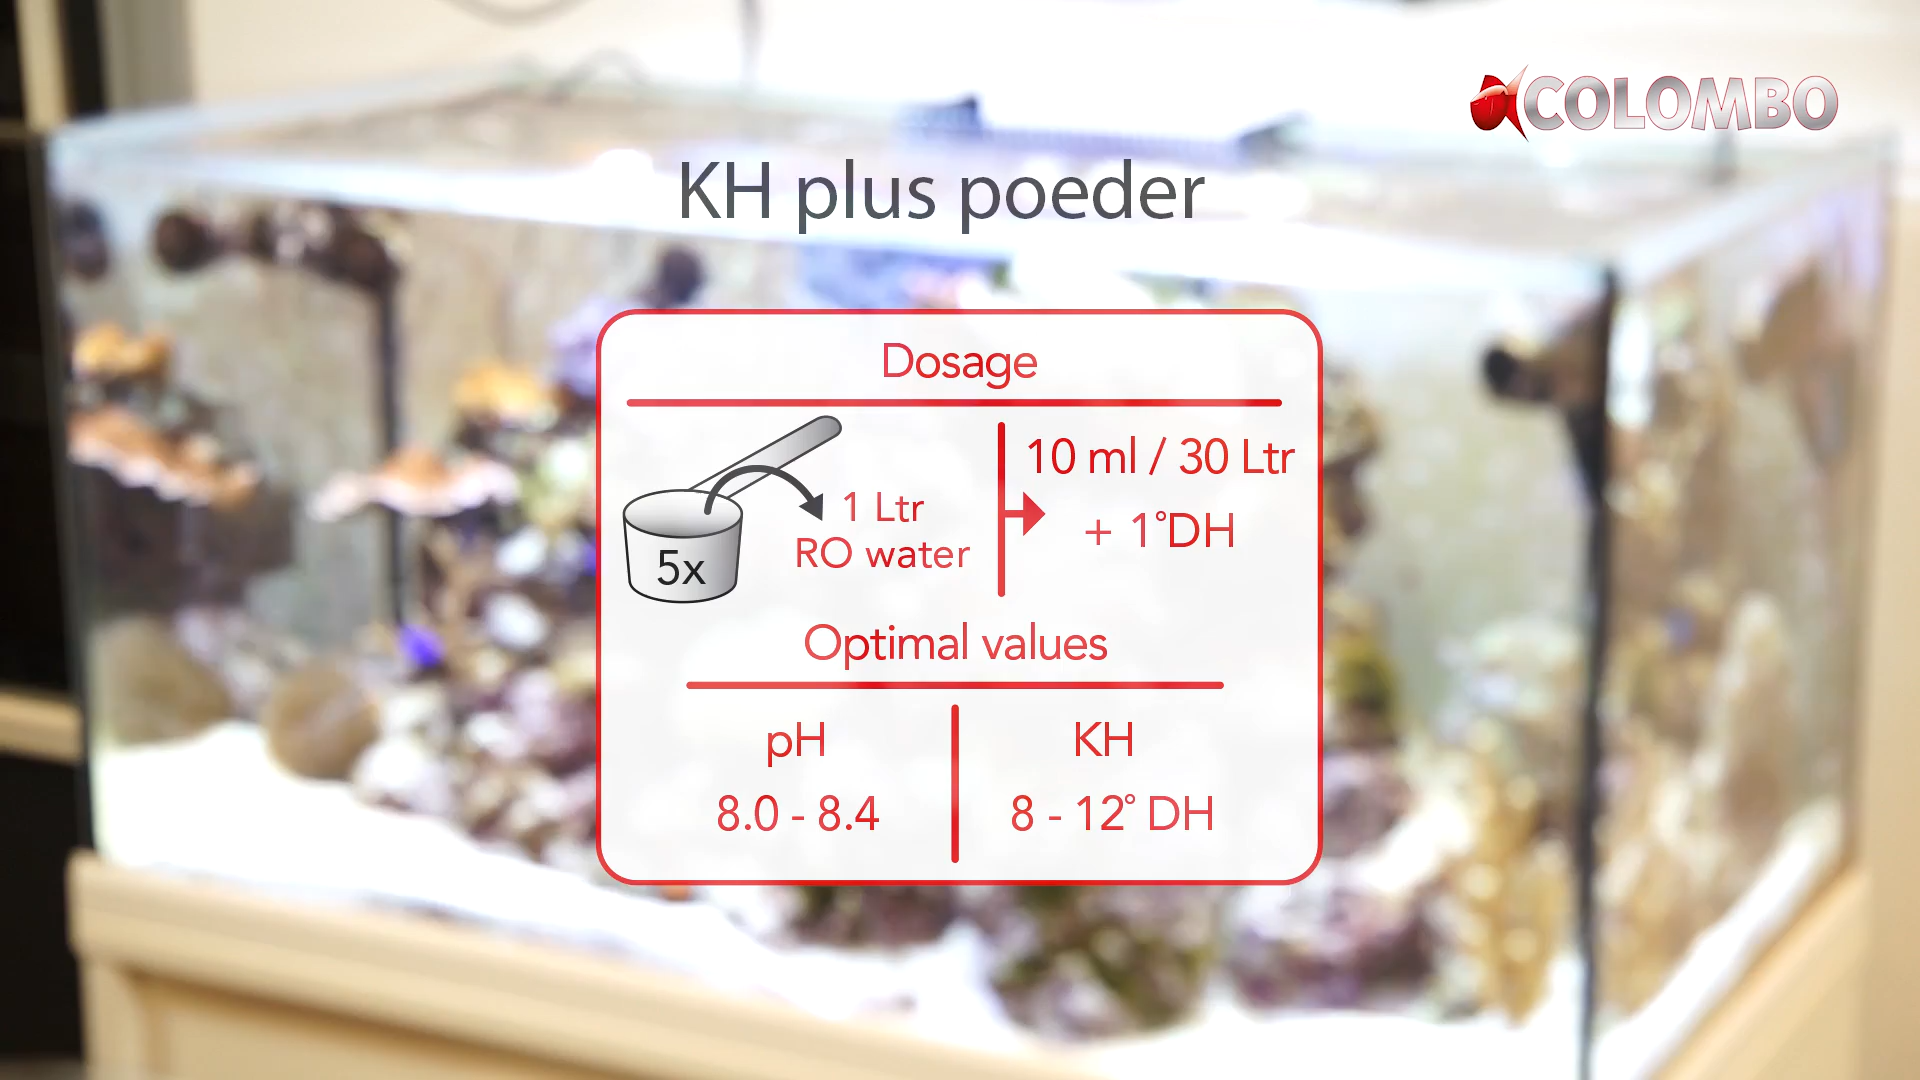 COLOMBO
KH plus poeder
Dosage
5x
1 Ltr
RO water
10 ml / 30 Ltr
+ 1°DH
Optimal values
pH
KH
8.0 - 8.4
8 - 12° DH